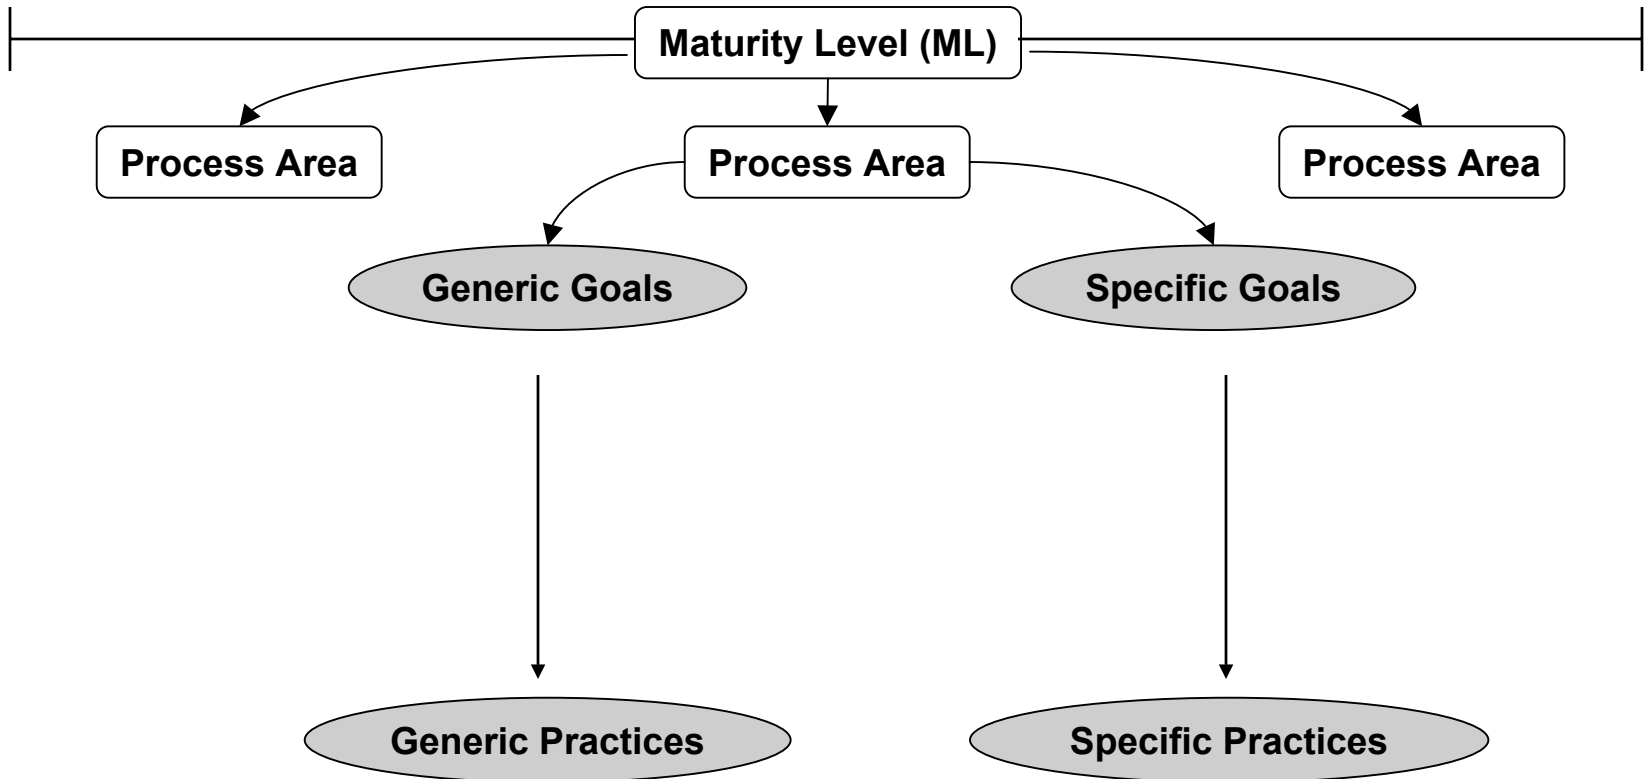 Maturity Level (ML)
Process Area
Process Area
Process Area
Generic Goals
Specific Goals
Generic Practices
Specific Practices